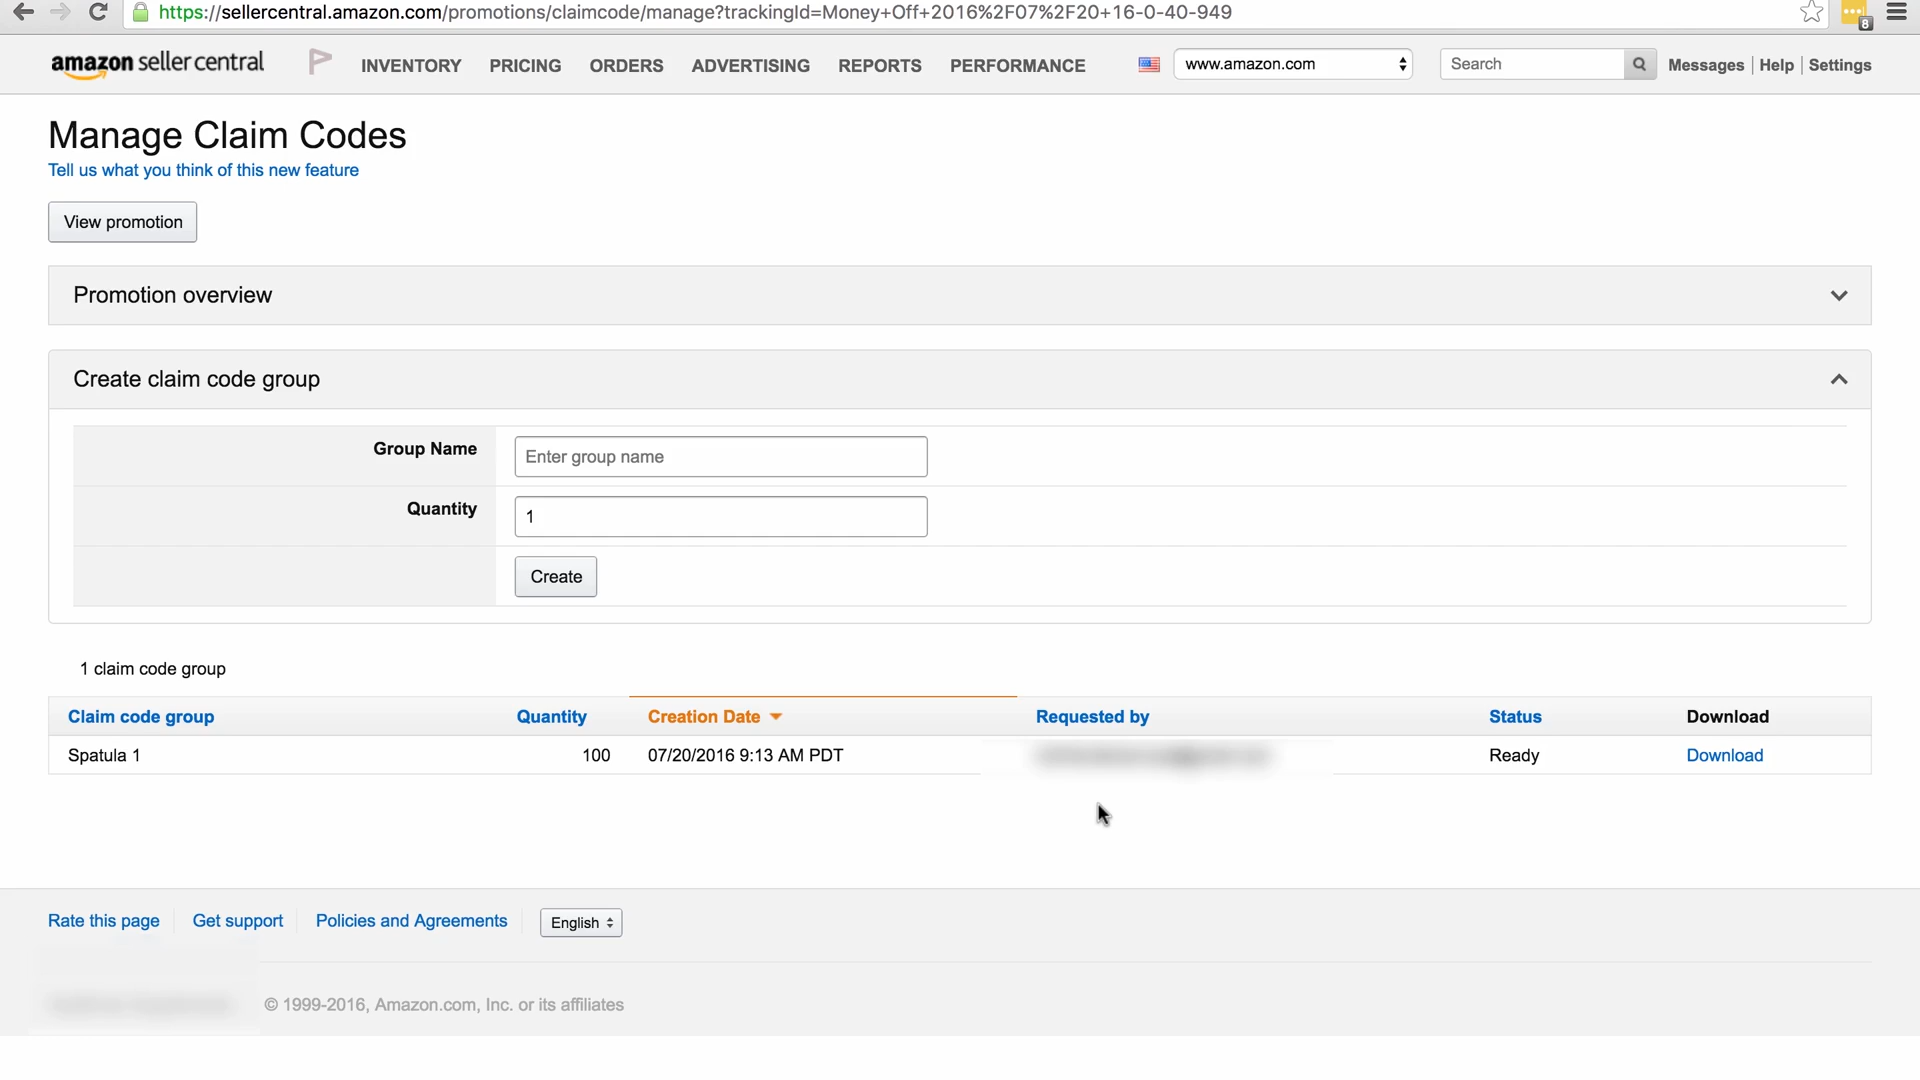 https://sellercentral.amazon.com/promotions/claimcode/manage?trackingId=Money+Off+2016%2F07%2F20+16-0-40-949
8
amazon seller central
INVENTORY PRICING ORDERS ADVERTISING REPORTS PERFORMANCE
www.amazon.com
Search
Messages | Help | Settings
Manage Claim Codes
Tell us what you think of this new feature
View promotion
Promotion overview
Create claim code group
Group Name Enter group name
Quantity 1
Create
1 claim code group
Claim code group Quantity Creation Date Requested by Status Download
Spatula 1 100 07/20/2016 9:13 AM PDT Ready Download
Rate this page Get support Policies and Agreements English
© 1999-2016, Amazon.com, Inc. or its affiliates